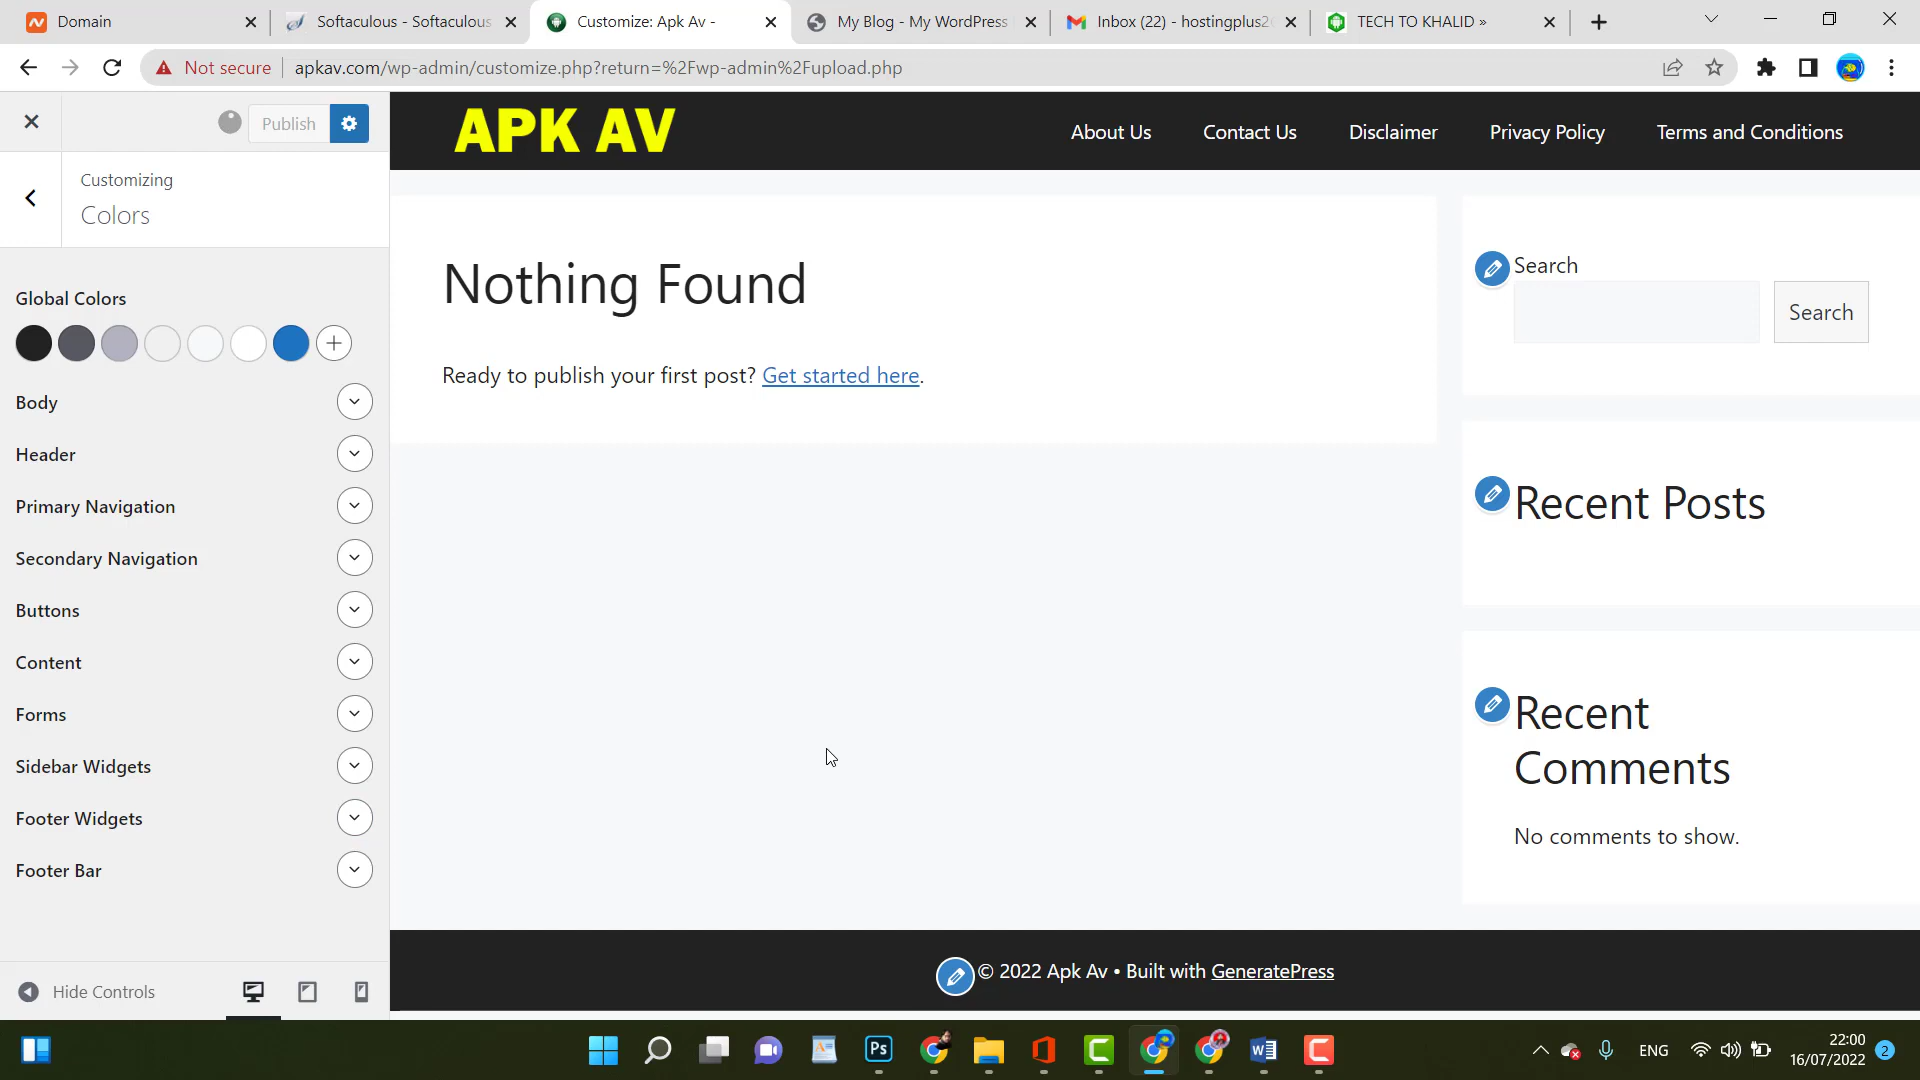 Domain
Softaculous - Softaculous
Customize: Apk Av -
My Blog - My WordPress
Inbox (22) - hostingplus2
TECH TO KHALID »
Not secure
apkav.com/wp-admin/customize.php?return=%2Fwp-admin%2Fupload.php
Publish
Customizing
Colors
Global Colors
Body
Header
Primary Navigation
Secondary Navigation
Buttons
Content
Forms
Sidebar Widgets
Footer Widgets
Footer Bar
Hide Controls
APK AV
About Us
Contact Us
Disclaimer
Privacy Policy
Terms and Conditions
Nothing Found
Ready to publish your first post? Get started here.
Search
Search
Recent Posts
Recent
Comments
No comments to show.
© 2022 Apk Av • Built with GeneratePress
Ps
ENG
22:00
16/07/2022
2